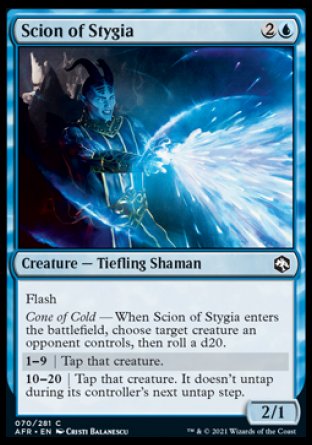 Scion of Stygia 2
Creature — Tiefling Shaman
Flash
Cone of Cold — When Scion of Stygia enters
the battlefield, choose target creature an
opponent controls, then roll a d20.
1–9 | Tap that creature.
10–20 | Tap that creature. It doesn't untap
during its controller's next untap step.
2/1
070/281 C
AFR • EN Cristi Balanescu
™ & © 2021 Wizards of the Coast